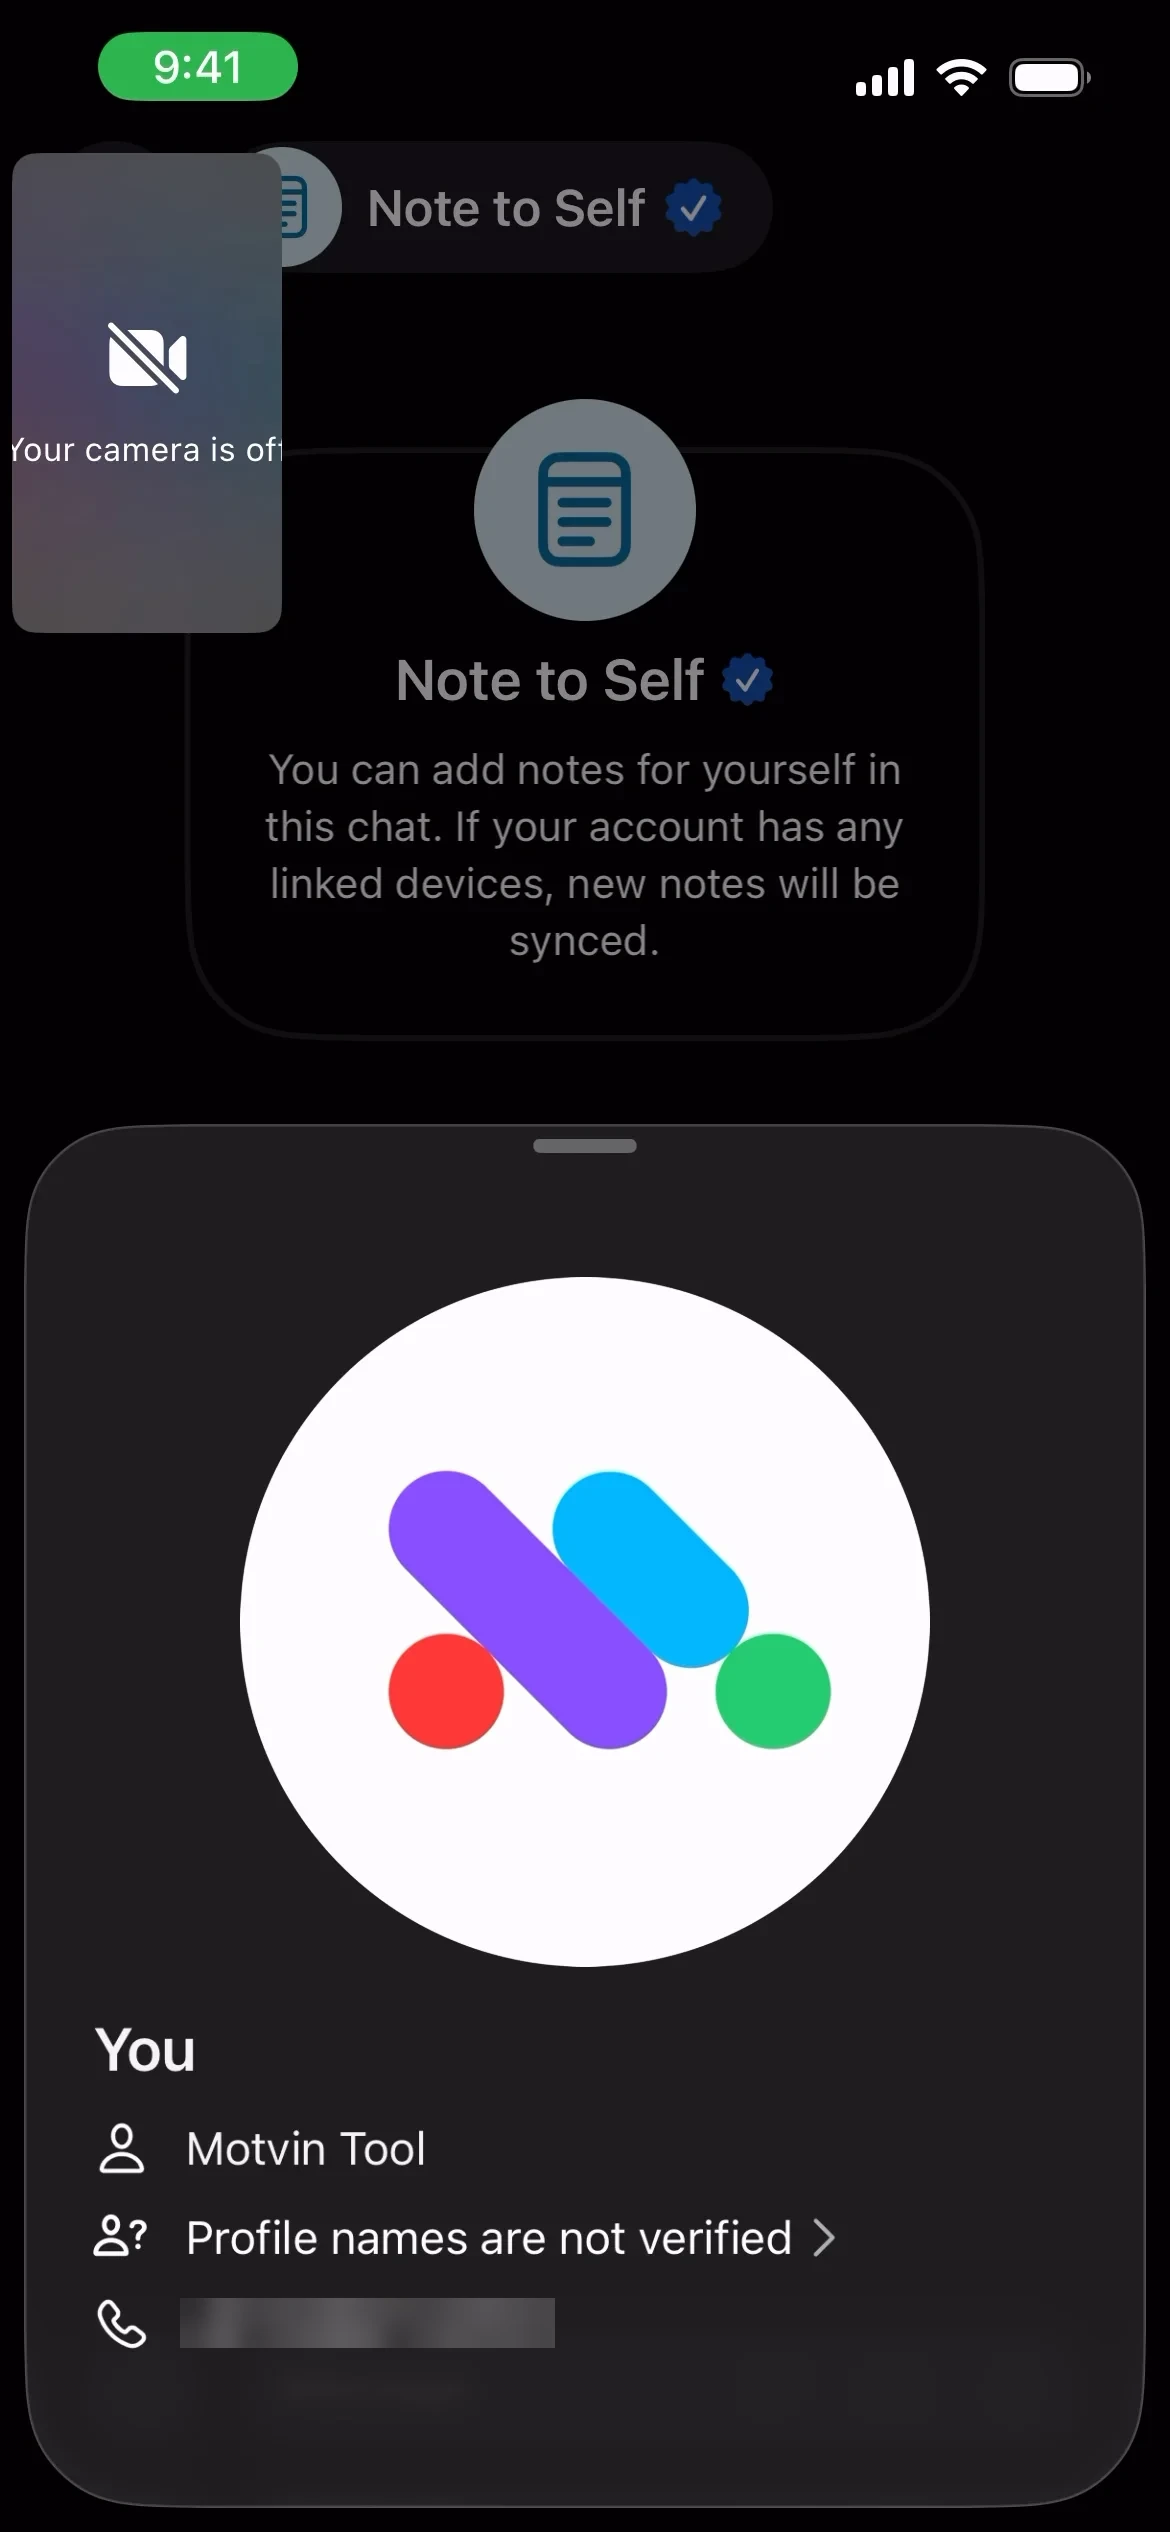 9:41
Note to Self
Your camera is of
Note to Self
You can add notes for yourself in
this chat. If your account has any
linked devices, new notes will be
synced.
You
Motvin Tool
Profile names are not verified